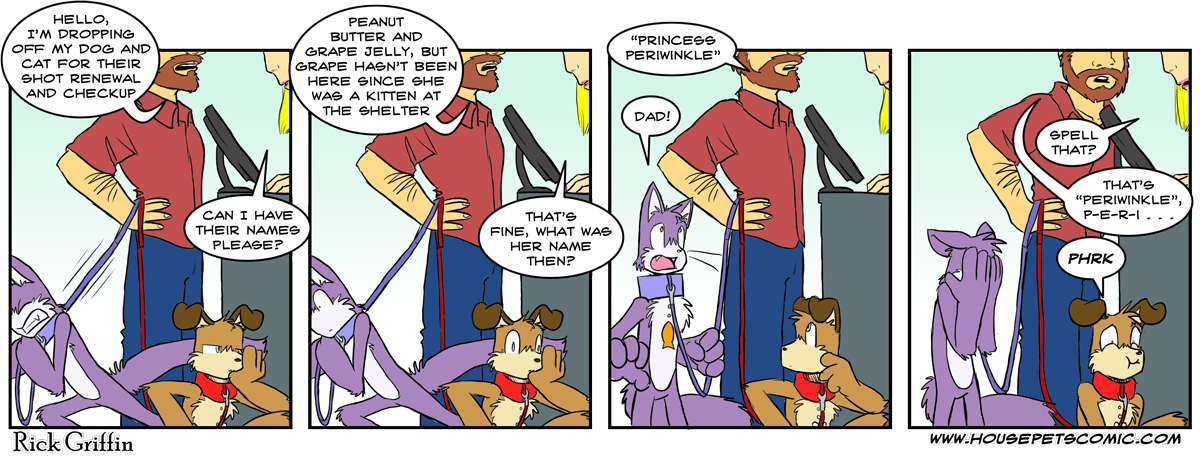 HELLO,
I'M DROPPING
OFF MY DOG AND
CAT FOR THEIR
SHOT RENEWAL
AND CHECKUP
CAN I HAVE
THEIR NAMES
PLEASE?
PEANUT
BUTTER AND
GRAPE JELLY, BUT
GRAPE HASN'T BEEN
HERE SINCE SHE
WAS A KITTEN AT
THE SHELTER
THAT'S
FINE, WHAT WAS
HER NAME
THEN?
"PRINCESS
PERIWINKLE"
DAD!
SPELL
THAT?
THAT'S
"PERIWINKLE",
P-E-R-I . . .
PHRK
Rick Griffin
WWW.HOUSEPETSCOMIC.COM